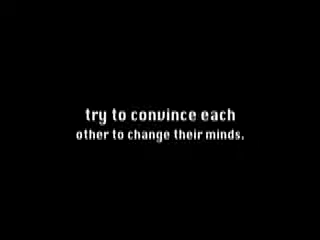 try to convince each
other to change their minds.